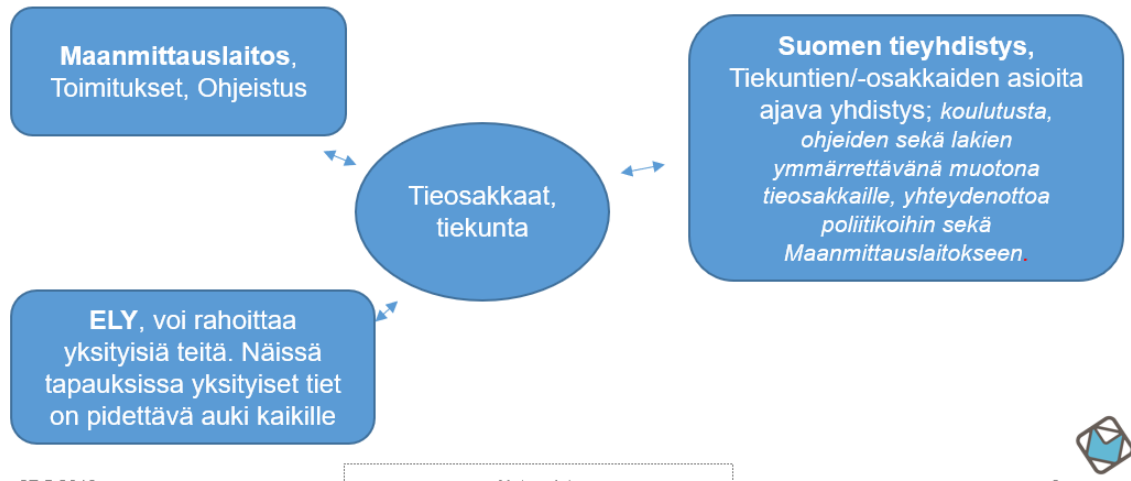 Maanmittauslaitos,
Toimitukset, Ohjeistus
Suomen tieyhdistys,
Tiekuntien/-osakkaiden asioita
ajava yhdistys; koulutusta,
ohjeiden sekä lakien
ymmärrettävänä muotona
tieosakkaille, yhteydenottoa
poliitikoihin sekä
Maanmittauslaitokseen.
Tieosakkaat,
tiekunta
ELY, voi rahoittaa
yksityisiä teitä. Näissä
tapauksissa yksityiset tiet
on pidettävä auki kaikille